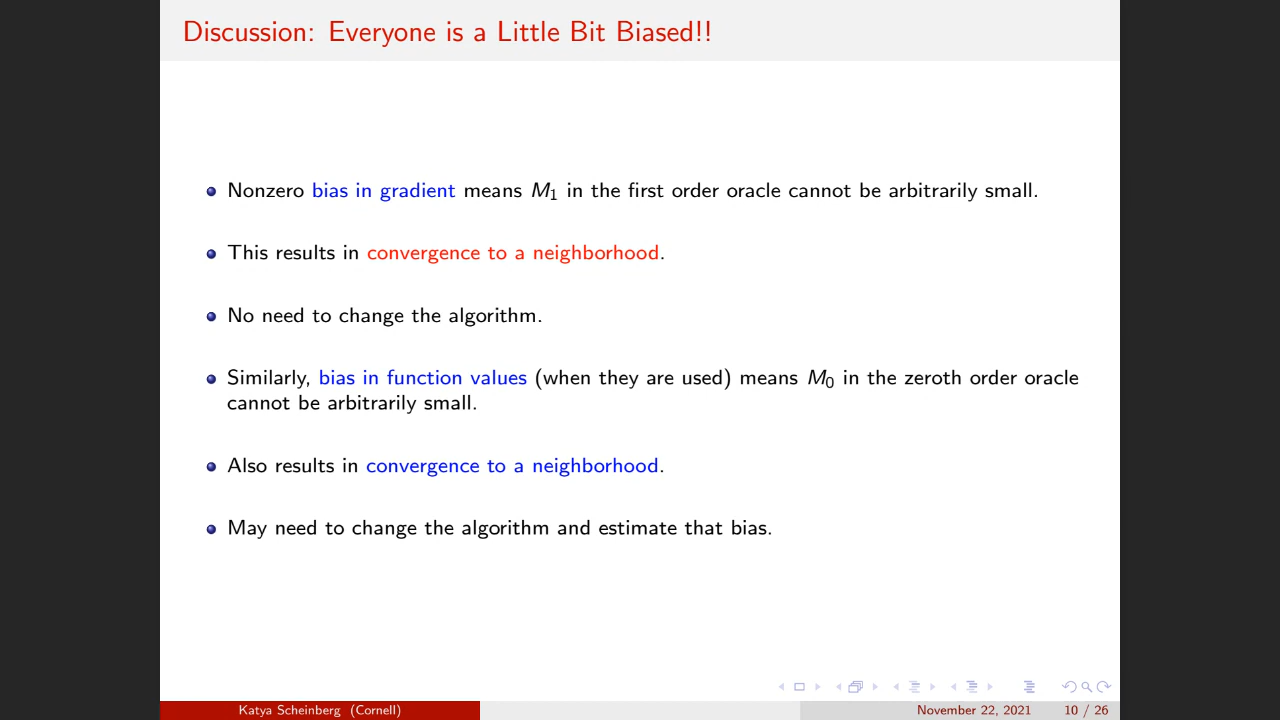 Discussion: Everyone is a Little Bit Biased!!
Nonzero bias in gradient means M₁ in the first order oracle cannot be arbitrarily small.
This results in convergence to a neighborhood.
No need to change the algorithm.
Similarly, bias in function values (when they are used) means M₀ in the zeroth order oracle
cannot be arbitrarily small.
Also results in convergence to a neighborhood.
May need to change the algorithm and estimate that bias.
Katya Scheinberg (Cornell)
November 22, 2021
10 / 26